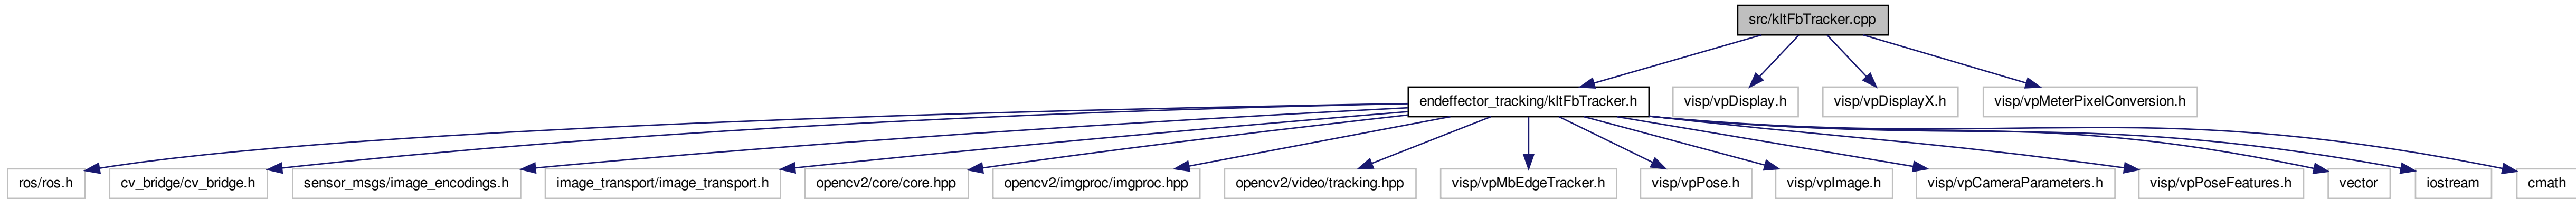 src/kltFbTracker.cpp
endeffector_tracking/kltFbTracker.h
visp/vpDisplay.h
visp/vpDisplayX.h
visp/vpMeterPixelConversion.h
ros/ros.h
cv_bridge/cv_bridge.h
sensor_msgs/image_encodings.h
image_transport/image_transport.h
opencv2/core/core.hpp
opencv2/imgproc/imgproc.hpp
opencv2/video/tracking.hpp
visp/vpMbEdgeTracker.h
visp/vpPose.h
visp/vpImage.h
visp/vpCameraParameters.h
visp/vpPoseFeatures.h
vector
iostream
cmath